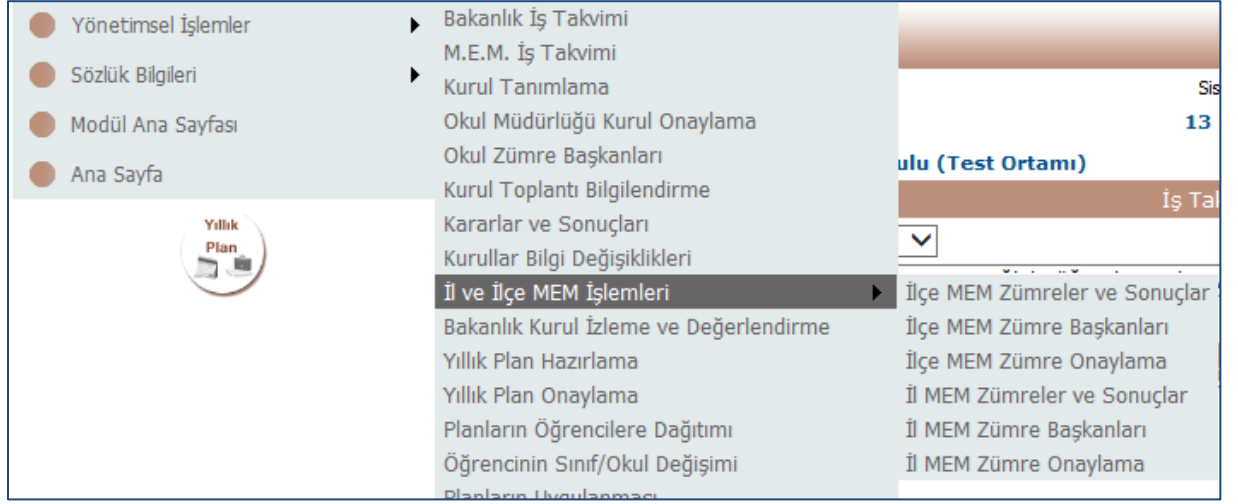 Yönetimsel İşlemler
Sözlük Bilgileri
Modül Ana Sayfası
Ana Sayfa
Yıllık
Plan
Bakanlık İş Takvimi
M.E.M. İş Takvimi
Kurul Tanımlama
Okul Müdürlüğü Kurul Onaylama
Okul Zümre Başkanları
Kurul Toplantı Bilgilendirme
Kararlar ve Sonuçları
Kurullar Bilgi Değişiklikleri
İl ve İlçe MEM İşlemleri
Bakanlık Kurul İzleme ve Değerlendirme
Yıllık Plan Hazırlama
Yıllık Plan Onaylama
Planların Öğrencilere Dağıtımı
Öğrencinin Sınıf/Okul Değişimi
Planların Uygulanması
Sis
13
ulu (Test Ortamı)
İş Tak
İlçe MEM Zümreler ve Sonuçlar
İlçe MEM Zümre Başkanları
İlçe MEM Zümre Onaylama
İl MEM Zümreler ve Sonuçlar
İl MEM Zümre Başkanları
İl MEM Zümre Onaylama